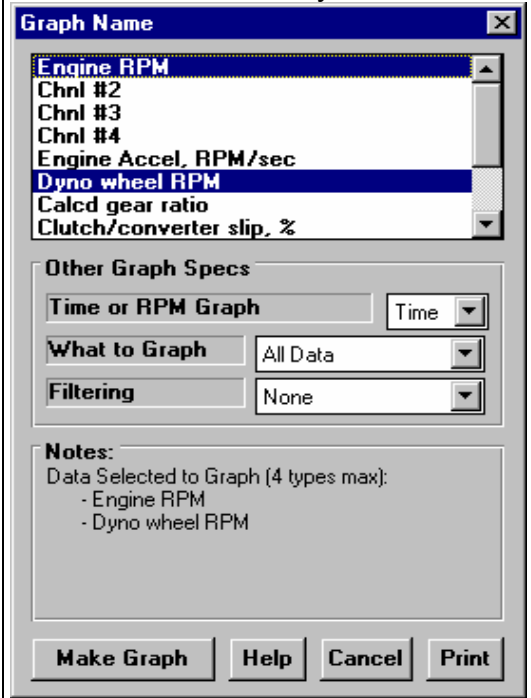 Graph Name
Engine RPM
Chnl #2
Chnl #3
Chnl #4
Engine Accel, RPM/sec
Dyno wheel RPM
Calcd gear ratio
Clutch/converter slip, %
Other Graph Specs
Time or RPM Graph Time
What to Graph All Data
Filtering None
Notes:
Data Selected to Graph (4 types max):
- Engine RPM
- Dyno wheel RPM
Make Graph Help Cancel Print